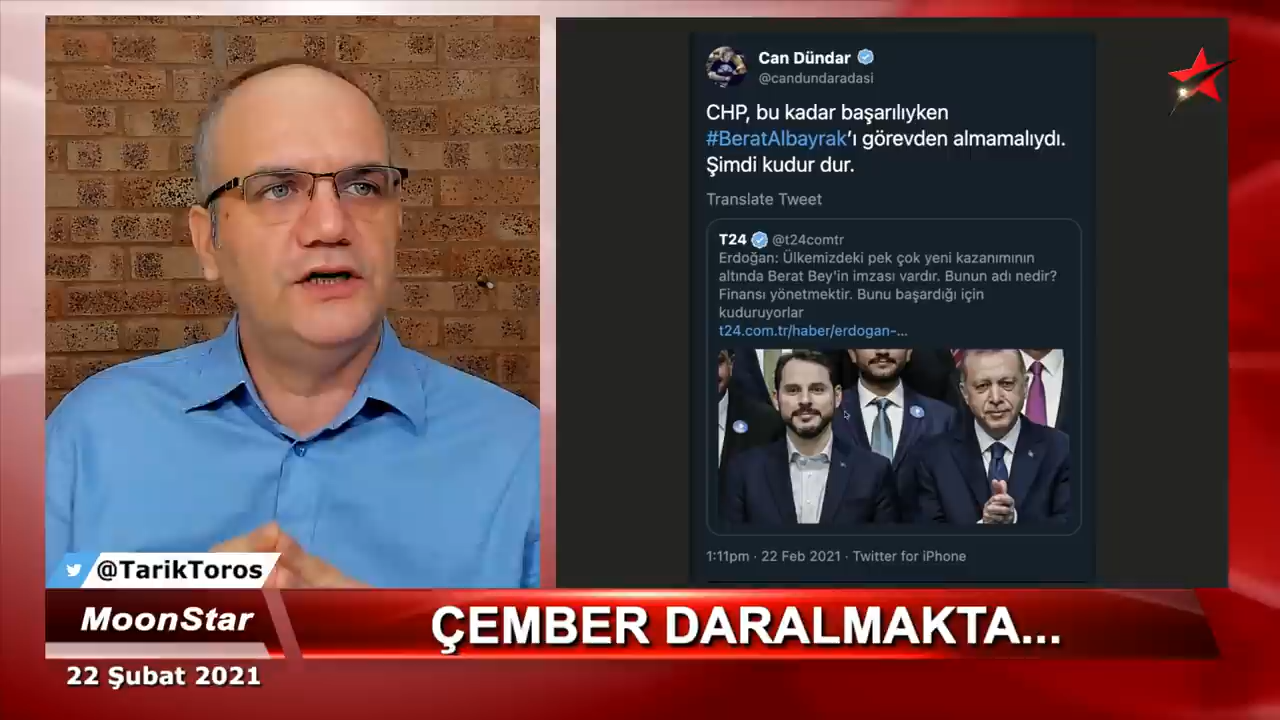 Can Dündar
@candundaradasi
CHP, bu kadar başarılıyken
#BeratAlbayrak’ı görevden almamalıydı.
Şimdi kudur dur.
Translate Tweet
T24 @t24comtr
Erdoğan: Ülkemizdeki pek çok yeni kazanımının
altında Berat Bey'in imzası vardır. Bunun adı nedir?
Finansı yönetmektir. Bunu başardığı için
kuduruyorlar
t24.com.tr/haber/erdogan-...
1:11pm · 22 Feb 2021 · Twitter for iPhone
@TarikToros
MoonStar
ÇEMBER DARALMAKTA...
22 Şubat 2021